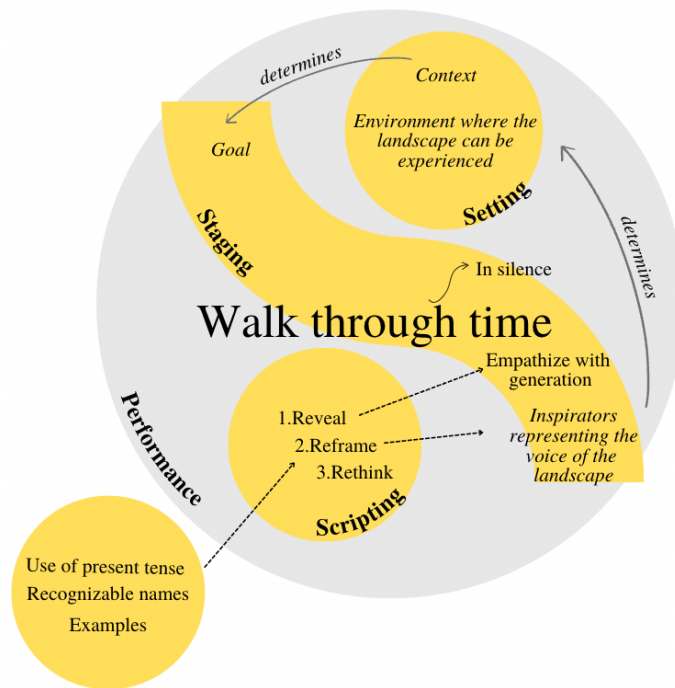 determines
Context
Environment where the
landscape can be
experienced
Setting
Goal
Staging
determines
In silence
Walk through time
Empathize with
generation
Inspirators
representing the
voice of the
landscape
1.Reveal
2.Reframe
3.Rethink
Scripting
Performance
Use of present tense
Recognizable names
Examples